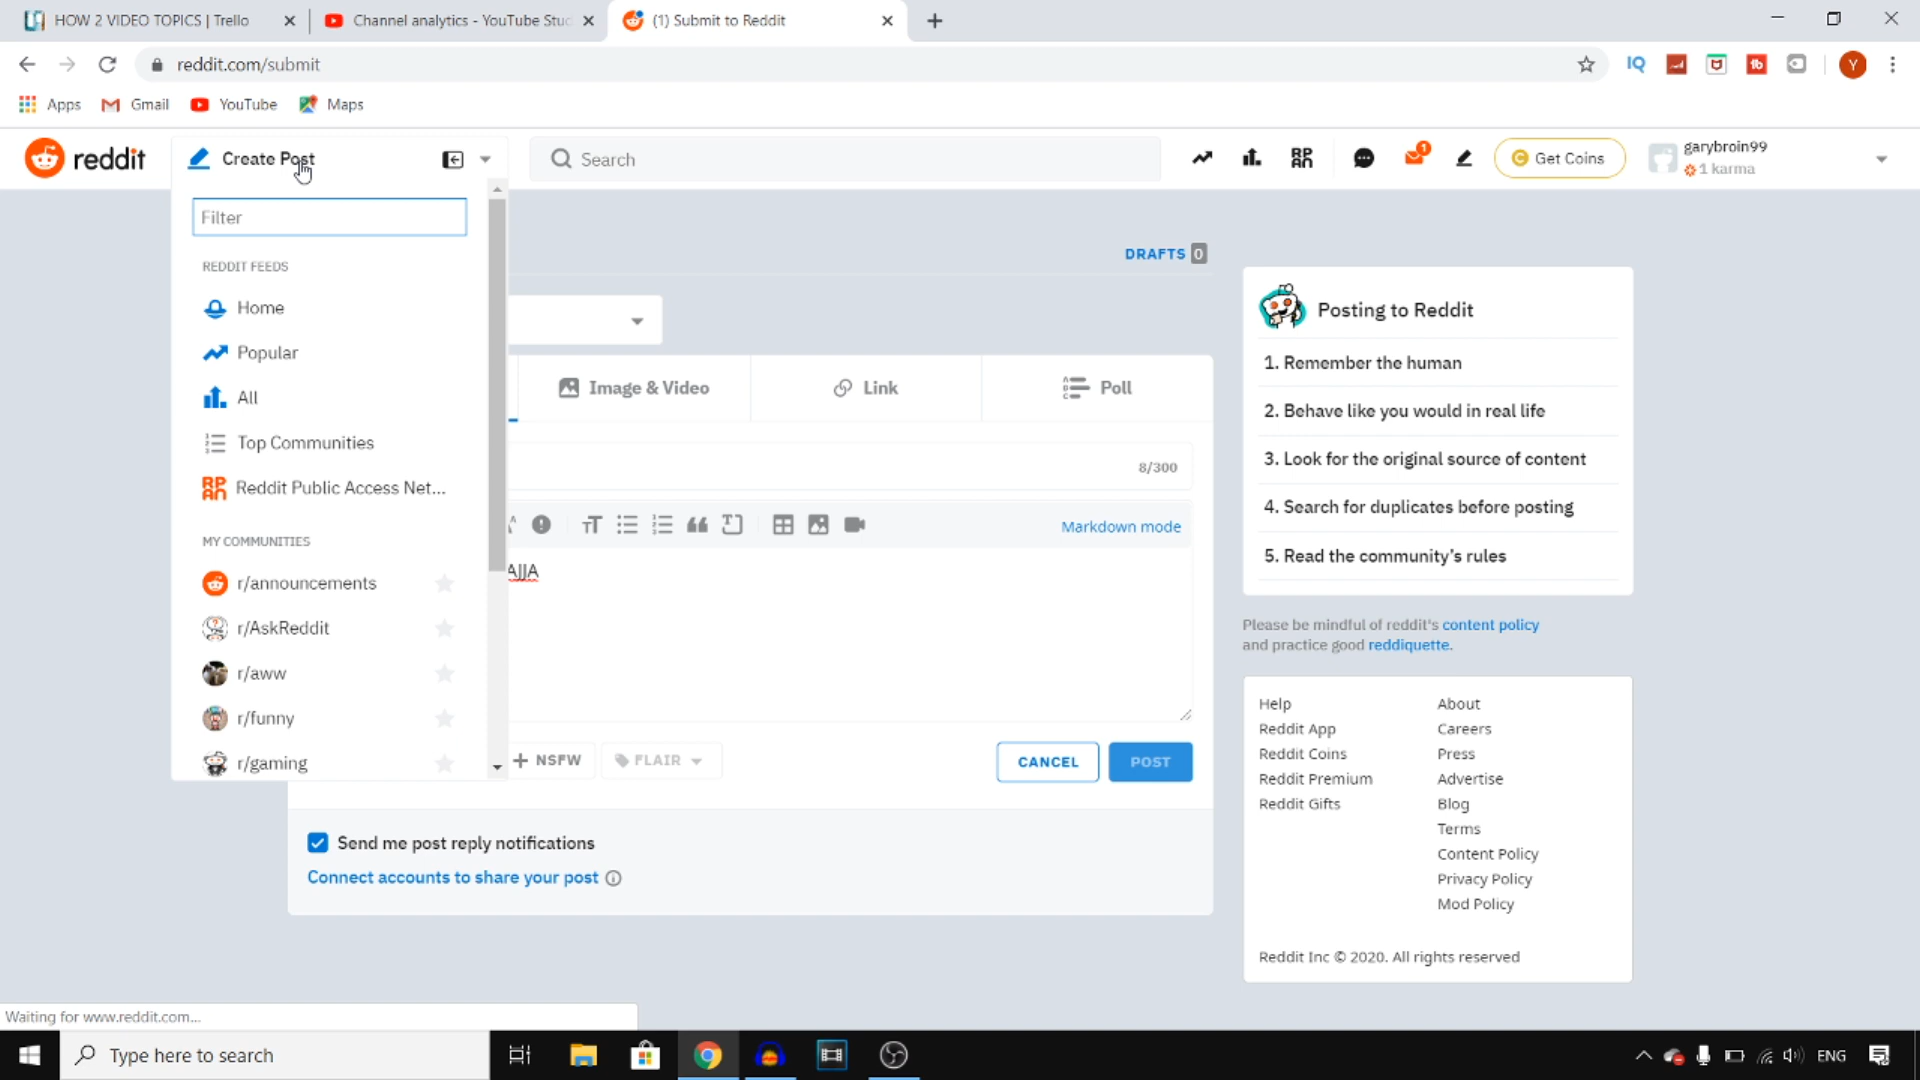 HOW 2 VIDEO TOPICS | Trello
Channel analytics - YouTube Stud
(1) Submit to Reddit
reddit.com/submit
IQ
tb
Y
Apps
Gmail
YouTube
Maps
reddit
Create Post
Search
RPAN
1
Get Coins
garybroin99
1 karma
Filter
REDDIT FEEDS
Home
Popular
All
Top Communities
RPAN
Reddit Public Access Net...
MY COMMUNITIES
r/announcements
r/AskReddit
r/aww
r/funny
r/gaming
DRAFTS 0
Image & Video
Link
Poll
8/300
Markdown mode
AJJA
+ NSFW
FLAIR
CANCEL
POST
Send me post reply notifications
Connect accounts to share your post
Posting to Reddit
1. Remember the human
2. Behave like you would in real life
3. Look for the original source of content
4. Search for duplicates before posting
5. Read the community's rules
Please be mindful of reddit's content policy
and practice good reddiquette.
Help
Reddit App
Reddit Coins
Reddit Premium
Reddit Gifts
About
Careers
Press
Advertise
Blog
Terms
Content Policy
Privacy Policy
Mod Policy
Reddit Inc © 2020. All rights reserved
Waiting for www.reddit.com...
Type here to search
ENG